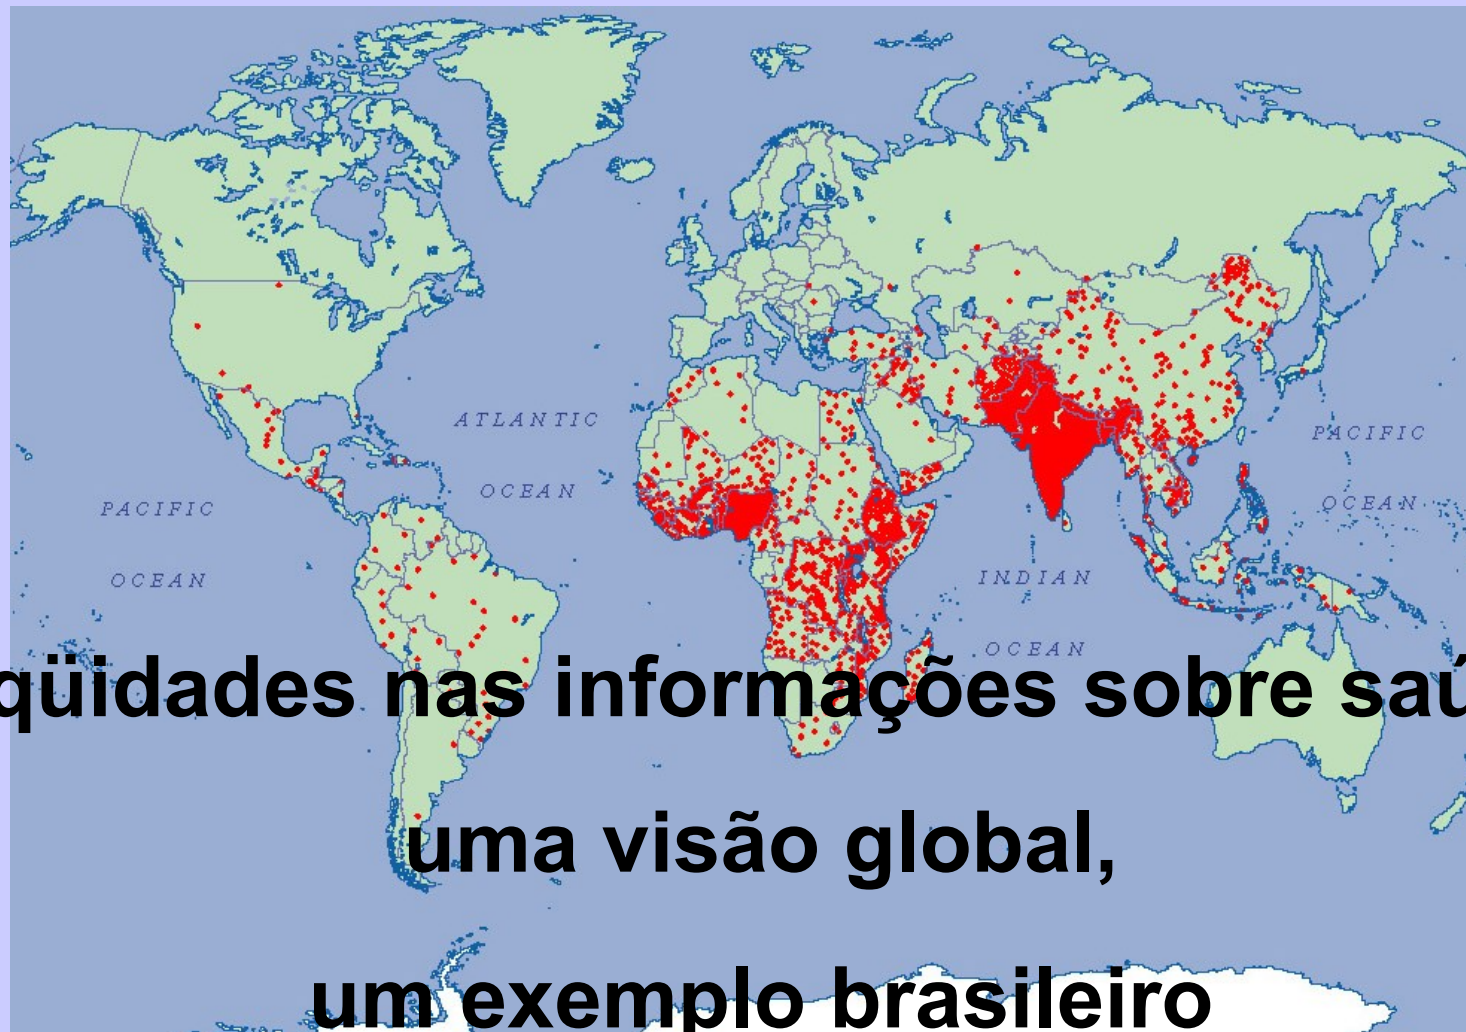 ATLANTIC
OCEAN
PACIFIC
OCEAN
PACIFIC
OCEAN
INDIAN
OCEAN
qüidades nas informações sobre saú
uma visão global,
um exemplo brasileiro